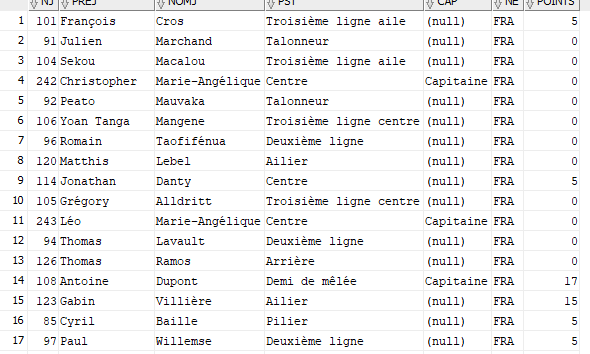 NJ PREJ NOMJ PST CAP NE POINTS
1 101 François Cros Troisième ligne aile (null) FRA 5
2 91 Julien Marchand Talonneur (null) FRA 0
3 104 Sekou Macalou Troisième ligne aile (null) FRA 0
4 242 Christopher Marie-Angélique Centre Capitaine FRA 0
5 92 Peato Mauvaka Talonneur (null) FRA 0
6 106 Yoan Tanga Mangene Troisième ligne centre (null) FRA 0
7 96 Romain Taofifénua Deuxième ligne (null) FRA 0
8 120 Matthis Lebel Ailier (null) FRA 0
9 114 Jonathan Danty Centre (null) FRA 5
10 105 Grégory Alldritt Troisième ligne centre (null) FRA 0
11 243 Léo Marie-Angélique Centre Capitaine FRA 0
12 94 Thomas Lavault Deuxième ligne (null) FRA 0
13 126 Thomas Ramos Arrière (null) FRA 0
14 108 Antoine Dupont Demi de mêlée Capitaine FRA 17
15 123 Gabin Villière Ailier (null) FRA 15
16 85 Cyril Baille Pilier (null) FRA 5
17 97 Paul Willemse Deuxième ligne (null) FRA 5